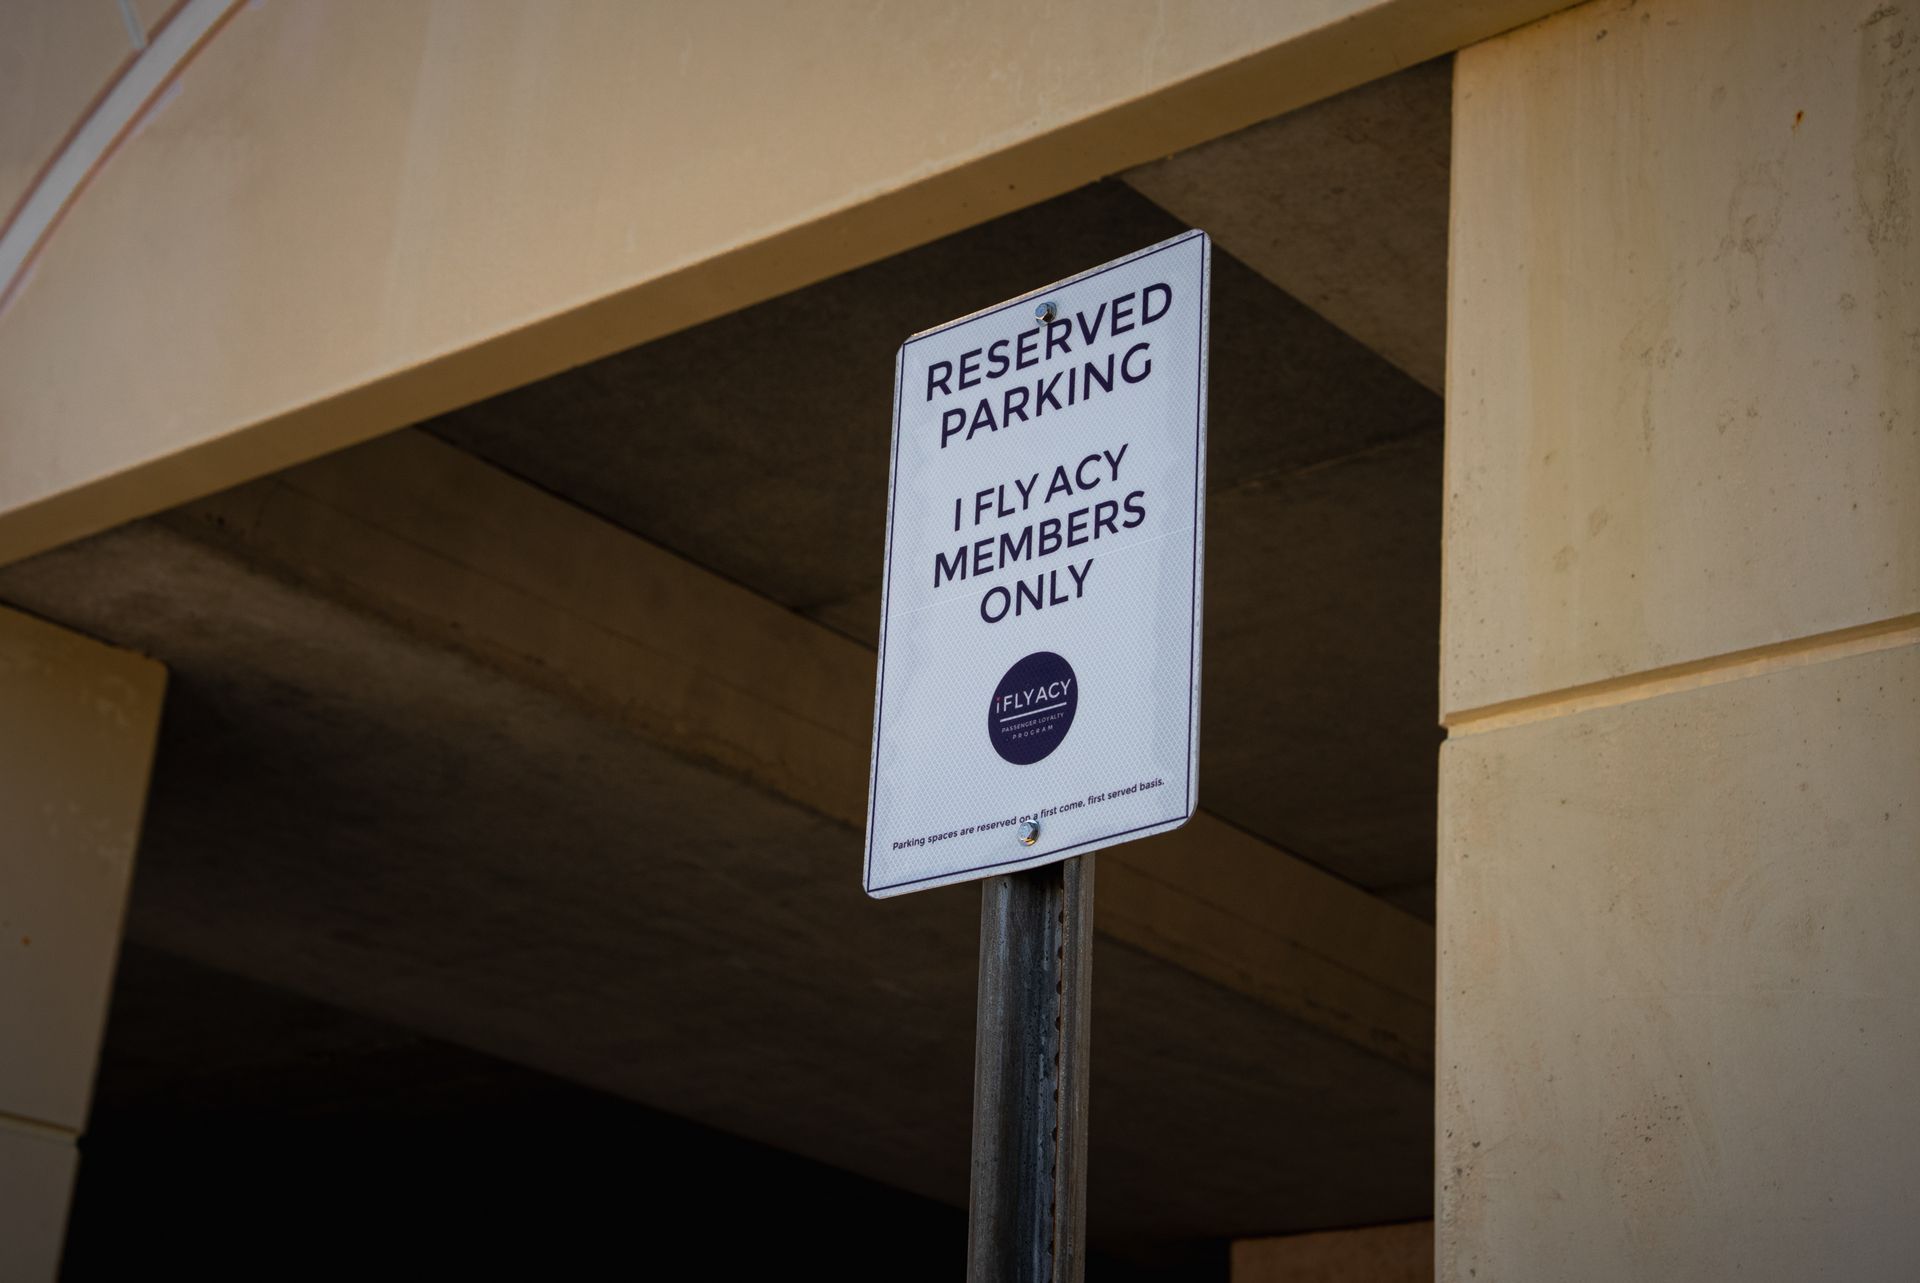 RESERVED
PARKING
I FLY ACY
MEMBERS
ONLY
iFLYACY
PASSENGER LOYALTY
PROGRAM
Parking spaces are reserved on a first come, first served basis.